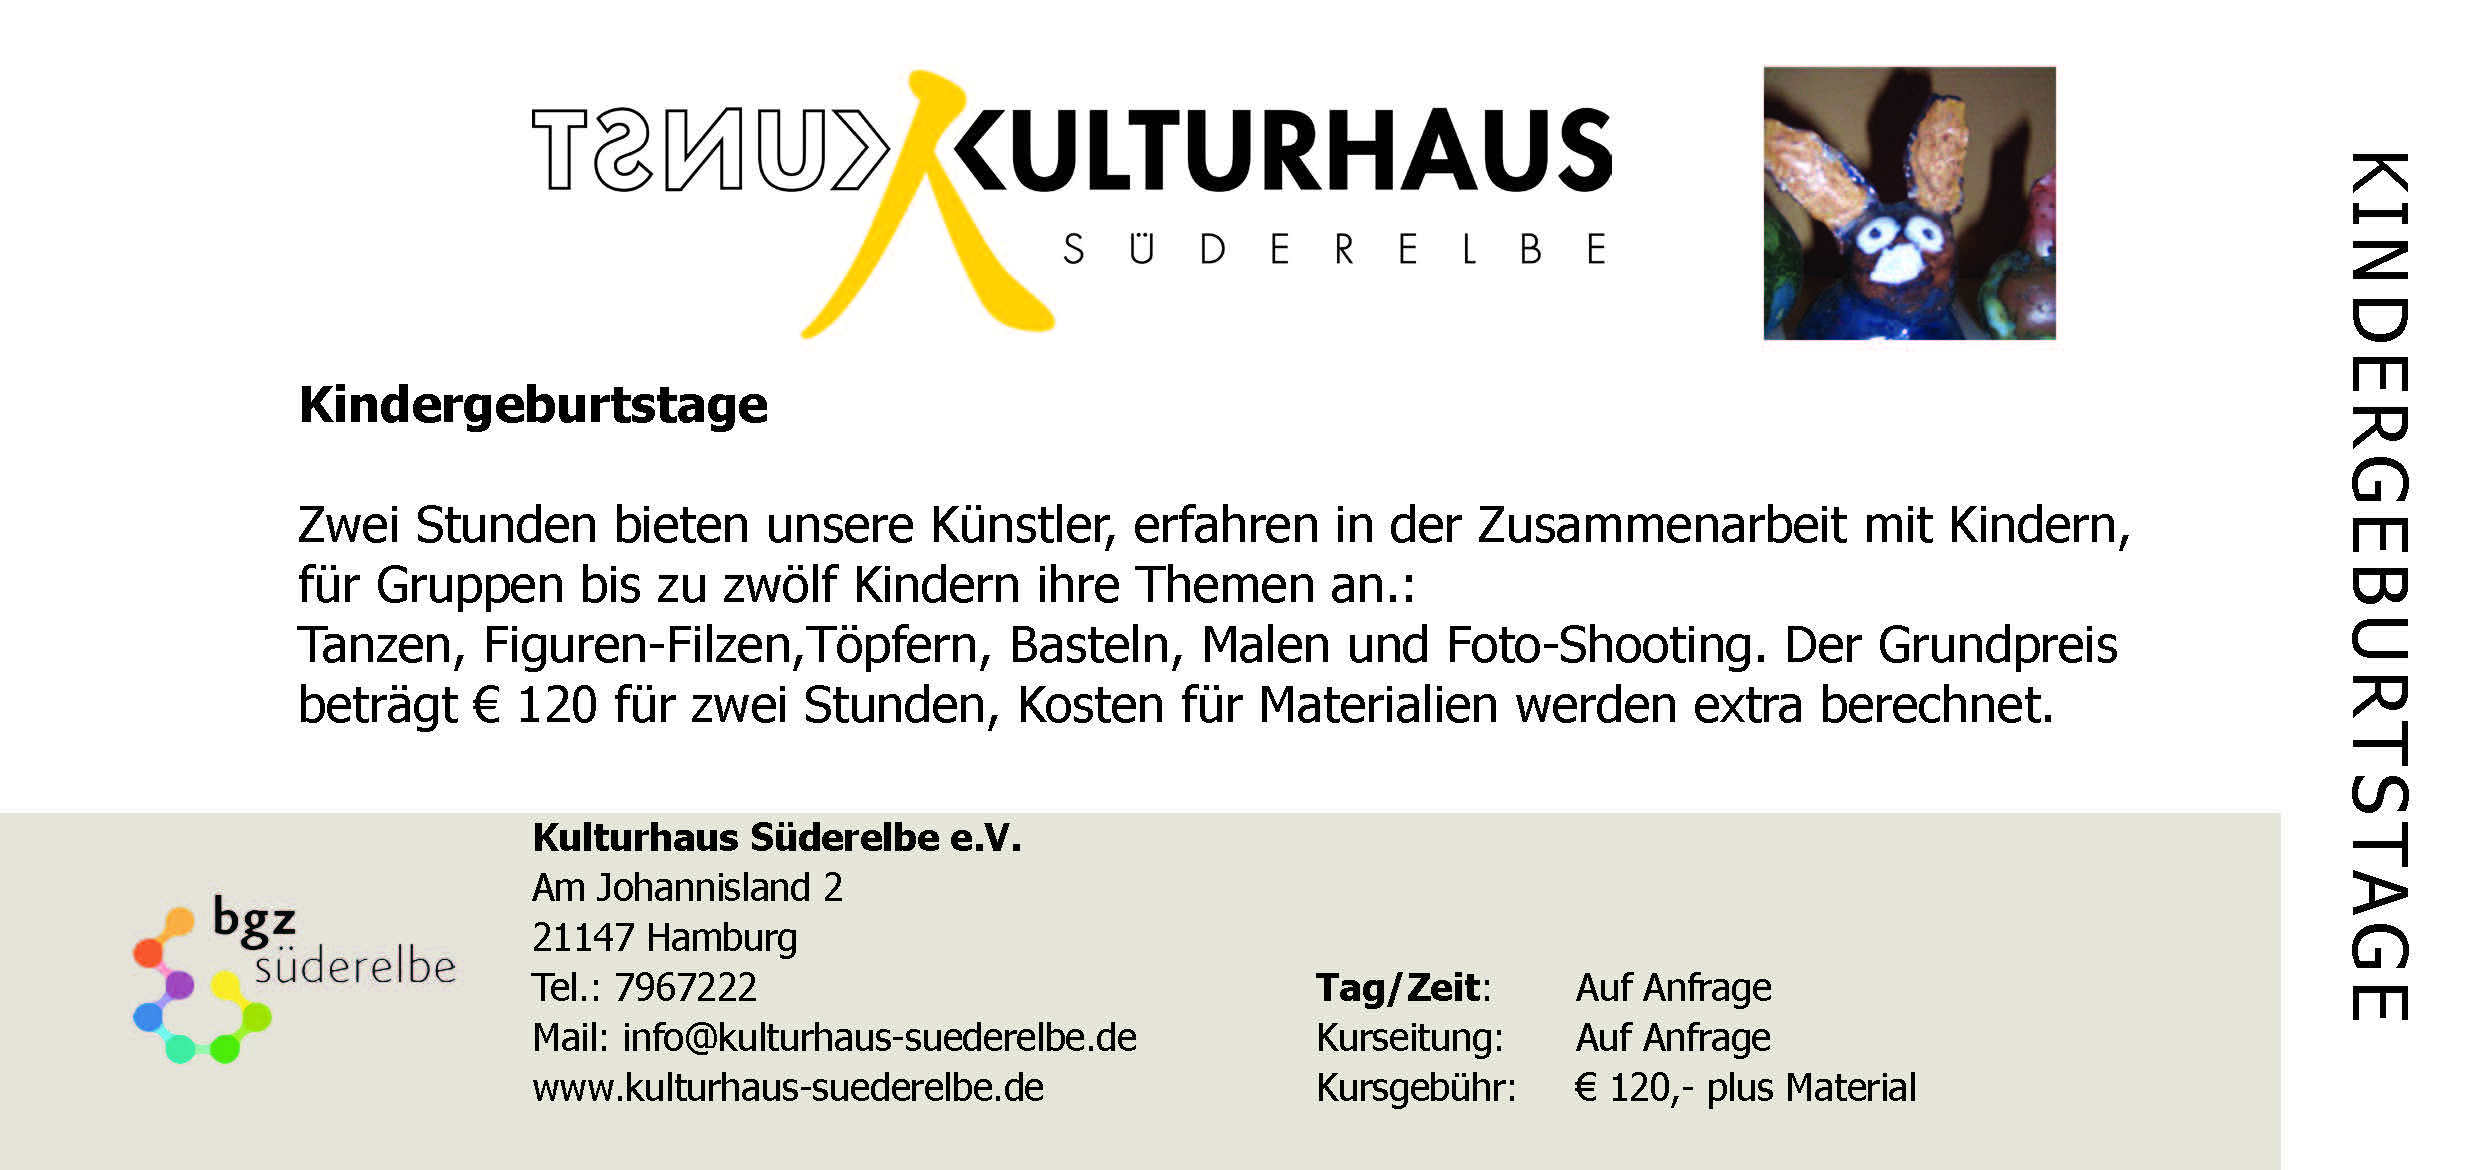 KUNST KULTURHAUS
SÜDERELBE
Kindergeburtstage
Zwei Stunden bieten unsere Künstler, erfahren in der Zusammenarbeit mit Kindern,
für Gruppen bis zu zwölf Kindern ihre Themen an.:
Tanzen, Figuren-Filzen,Töpfern, Basteln, Malen und Foto-Shooting. Der Grundpreis
beträgt € 120 für zwei Stunden, Kosten für Materialien werden extra berechnet.
KINDERGEBURTSTAGE
bgz
süderelbe
Kulturhaus Süderelbe e.V.
Am Johannisland 2
21147 Hamburg
Tel.: 7967222
Mail: info@kulturhaus-suederelbe.de
www.kulturhaus-suederelbe.de
Tag/Zeit: Auf Anfrage
Kurseitung: Auf Anfrage
Kursgebühr: € 120,- plus Material